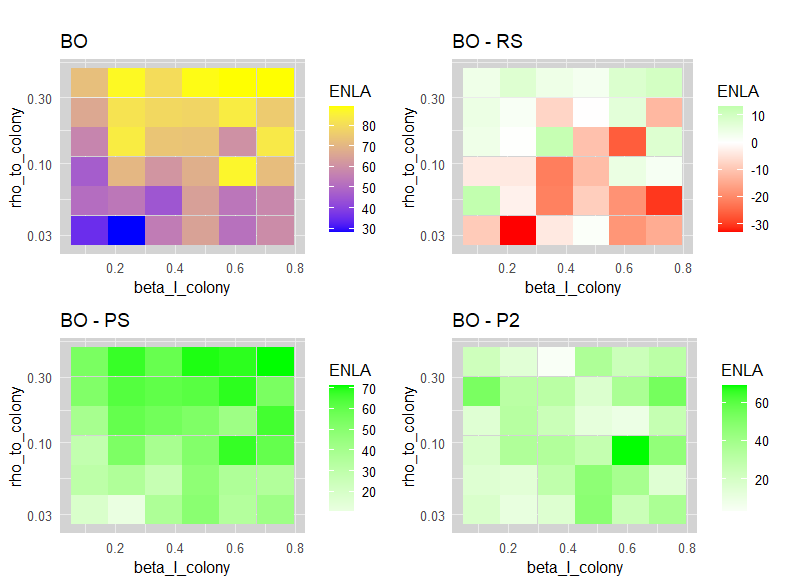 BO
rho_to_colony
0.30
0.10
0.03
0.2 0.4 0.6 0.8
beta_I_colony
ENLA
80
70
60
50
40
30
BO - RS
rho_to_colony
0.30
0.10
0.03
0.2 0.4 0.6 0.8
beta_I_colony
ENLA
10
0
-10
-20
-30
BO - PS
rho_to_colony
0.30
0.10
0.03
0.2 0.4 0.6 0.8
beta_I_colony
ENLA
70
60
50
40
30
20
BO - P2
rho_to_colony
0.30
0.10
0.03
0.2 0.4 0.6 0.8
beta_I_colony
ENLA
60
40
20